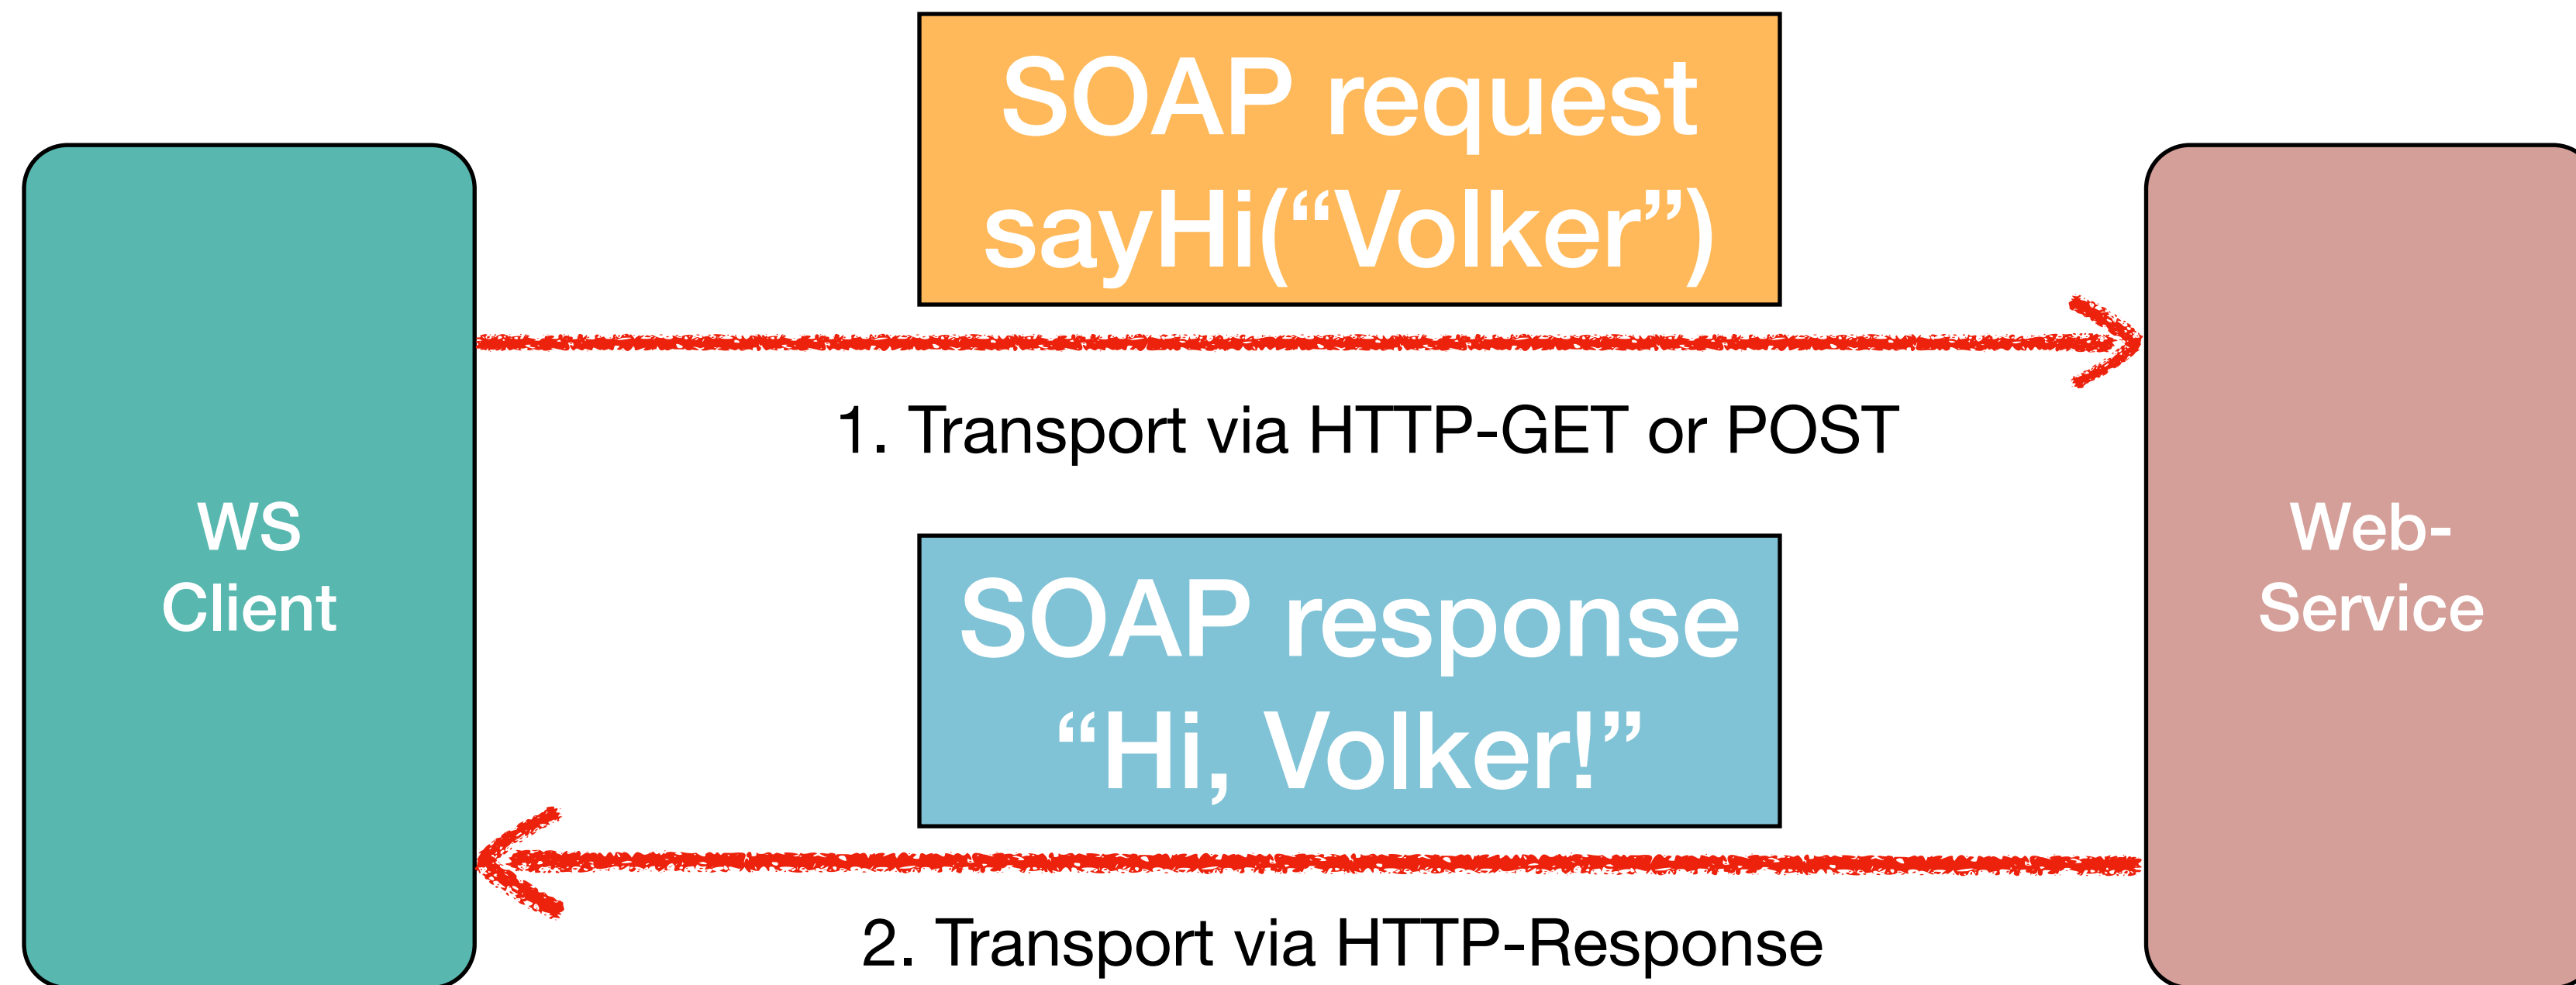 SOAP request
sayHi(“Volker”)
1. Transport via HTTP-GET or POST
WS
Client
Web-
Service
SOAP response
“Hi, Volker!”
2. Transport via HTTP-Response